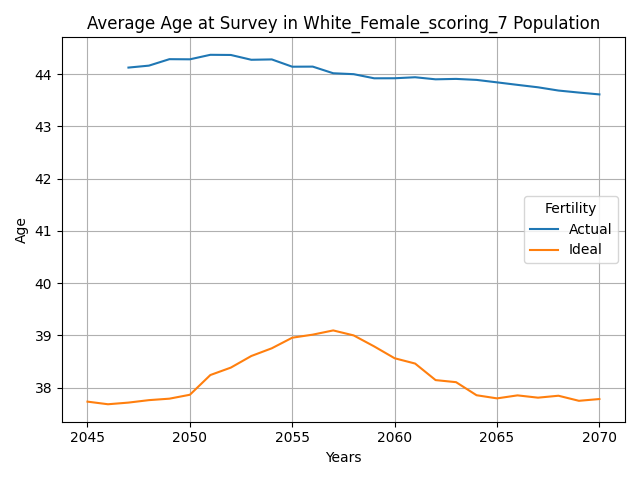 Average Age at Survey in White_Female_scoring_7 Population
44
43
42
41
40
39
38
Age
Fertility
Actual
Ideal
2045 2050 2055 2060 2065 2070
Years